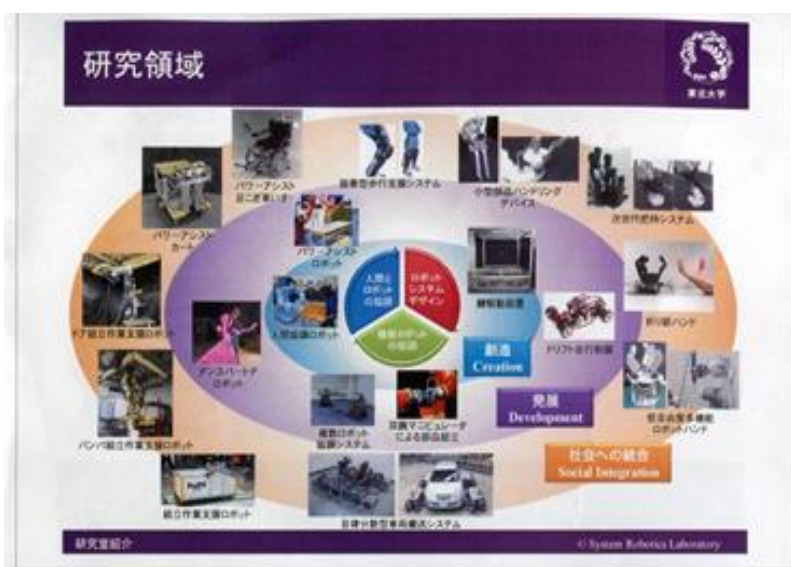 研究領域
東北大学
パワーアシスト
足こぎ車いす
装着型歩行支援システム
小型部品ハンドリング
デバイス
次世代把持システム
パワーアシスト
カート
パワーアシスト
ロボット
人間と
ロボット
の協調
ロボット
システム
デザイン
複数ロボット
の協調
人間協調ロボット
ドリフト走行制御
折り紙ハンド
ドア組立作業支援ロボット
ダンスパートナ
ロボット
創造
Creation
発展
Development
複数ロボット
協調システム
双腕マニピュレータ
による部品組立
ロボットハンド
バンパ組立作業支援ロボット
社会への統合
Social Integration
組立作業支援ロボット
自律分散型車両搬送システム
研究室紹介
© System Robotics Laboratory